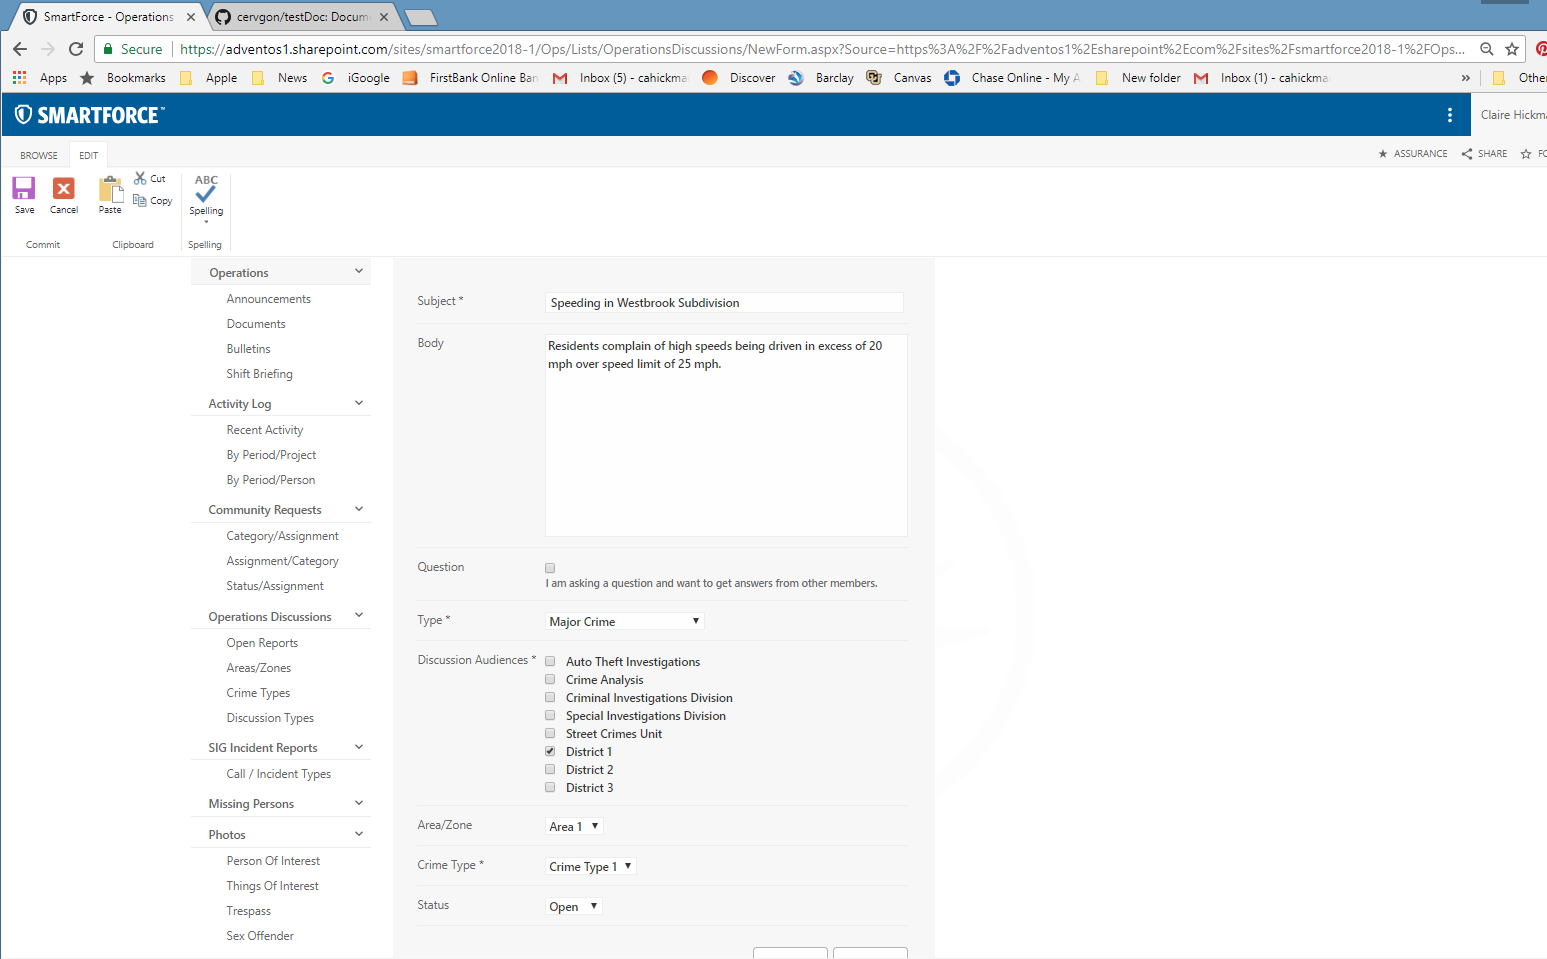 SmartForce - Operations
cervgon/testDoc: Docum
Secure
https://adventos1.sharepoint.com/sites/smartforce2018-1/Ops/Lists/OperationsDiscussions/NewForm.aspx?Source=https%3A%2F%2Fadventos1%2Esharepoint%2Ecom%2Fsites%2Fsmartforce2018-1%2FOps...
Apps Bookmarks Apple News iGoogle FirstBank Online Ban Inbox (5) - cahickma Discover Barclay Canvas Chase Online - My A New folder Inbox (1) - cahickma » Other
SMARTFORCE™
Claire Hickma
BROWSE EDIT
ASSURANCE SHARE FO
Save Cancel Paste Cut Copy
ABC
Spelling
Commit Clipboard Spelling
Operations
Announcements
Documents
Bulletins
Shift Briefing
Activity Log
Recent Activity
By Period/Project
By Period/Person
Community Requests
Category/Assignment
Assignment/Category
Status/Assignment
Operations Discussions
Open Reports
Areas/Zones
Crime Types
Discussion Types
SIG Incident Reports
Call / Incident Types
Missing Persons
Photos
Person Of Interest
Things Of Interest
Trespass
Sex Offender
Subject * Speeding in Westbrook Subdivision
Body
Residents complain of high speeds being driven in excess of 20
mph over speed limit of 25 mph.
Question
I am asking a question and want to get answers from other members.
Type * Major Crime
Discussion Audiences *
Auto Theft Investigations
Crime Analysis
Criminal Investigations Division
Special Investigations Division
Street Crimes Unit
District 1
District 2
District 3
Area/Zone Area 1
Crime Type * Crime Type 1
Status Open